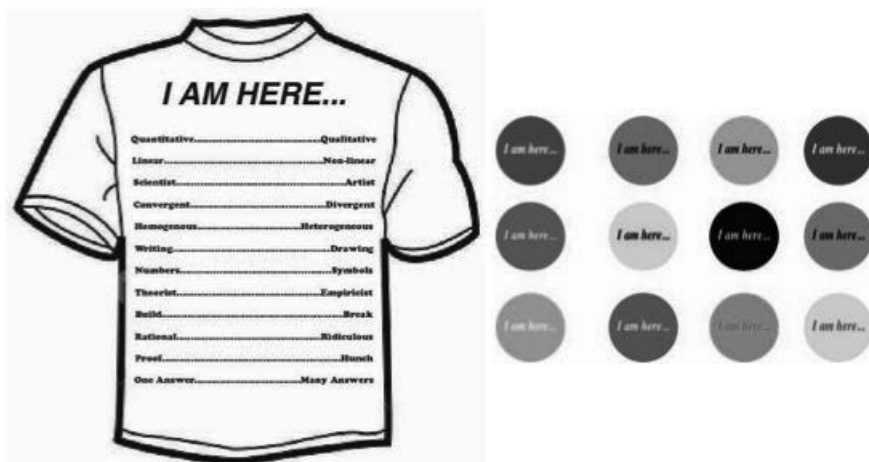 I AM HERE...
Quantitative..........Qualitative
Linear..........Non-linear
Scientist..........Artist
Convergent..........Divergent
Homogenous..........Heterogeneous
Writing..........Drawing
Numbers..........Symbols
Theorist..........Empiricist
Build..........Break
Rational..........Ridiculous
Proof..........Hunch
One Answer..........Many Answers
I am here... I am here... I am here... I am here...
I am here... I am here... I am here... I am here...
I am here... I am here... I am here... I am here...